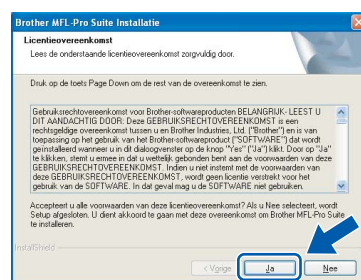 Brother MFL-Pro Suite Installatie
Licentieovereenkomst
Lees de onderstaande licentieovereenkomst zorgvuldig door.
Druk op de toets Page Down om de rest van de overeenkomst te zien.
Gebruiksrechtovereenkomst voor Brother-softwareproducten BELANGRIJK- LEEST U
DIT AANDACHTIG DOOR: Deze GEBRUIKSRECHTOVEREENKOMST is een
rechtsgeldige overeenkomst tussen u en Brother Industries, Ltd. ("Brother") en is van
toepassing op het gebruik van het Brother-softwareproduct ("SOFTWARE") dat wordt
geïnstalleerd wanneer u in dit dialoogvenster op de knop "Yes" ("Ja") klikt. Door op "Ja"
te klikken, stemt u ermee in dat u wettelijk gebonden bent aan de voorwaarden van deze
GEBRUIKSRECHTOVEREENKOMST. Indien u niet instemt met de voorwaarden van
deze GEBRUIKSRECHTOVEREENKOMST, wordt geen licentie verstrekt voor het
gebruik van de SOFTWARE. In dat geval mag u de SOFTWARE niet gebruiken.
Accepteert u alle voorwaarden van deze licentieovereenkomst? Als u Nee selecteert, wordt
Setup afgesloten. U dient akkoord te gaan met deze overeenkomst om Brother MFL-Pro Suite
te installeren.
InstallShield
< Vorige Ja Nee